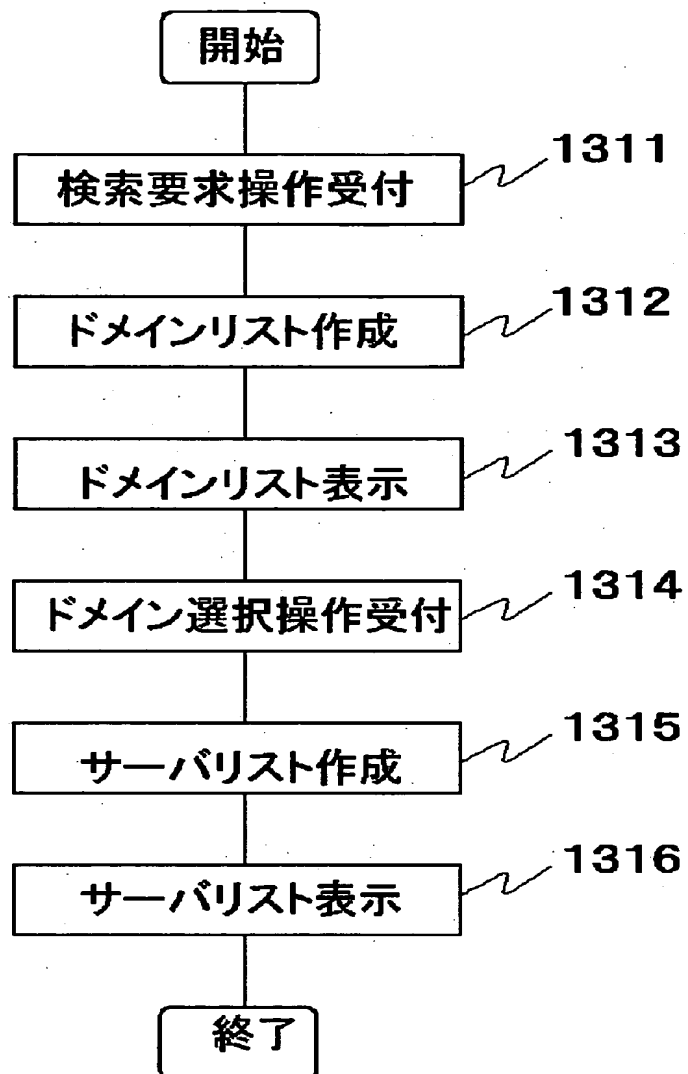 開始
検索要求操作受付
1311
ドメインリスト作成
1312
ドメインリスト表示
1313
ドメイン選択操作受付
1314
サーバリスト作成
1315
サーバリスト表示
1316
終了